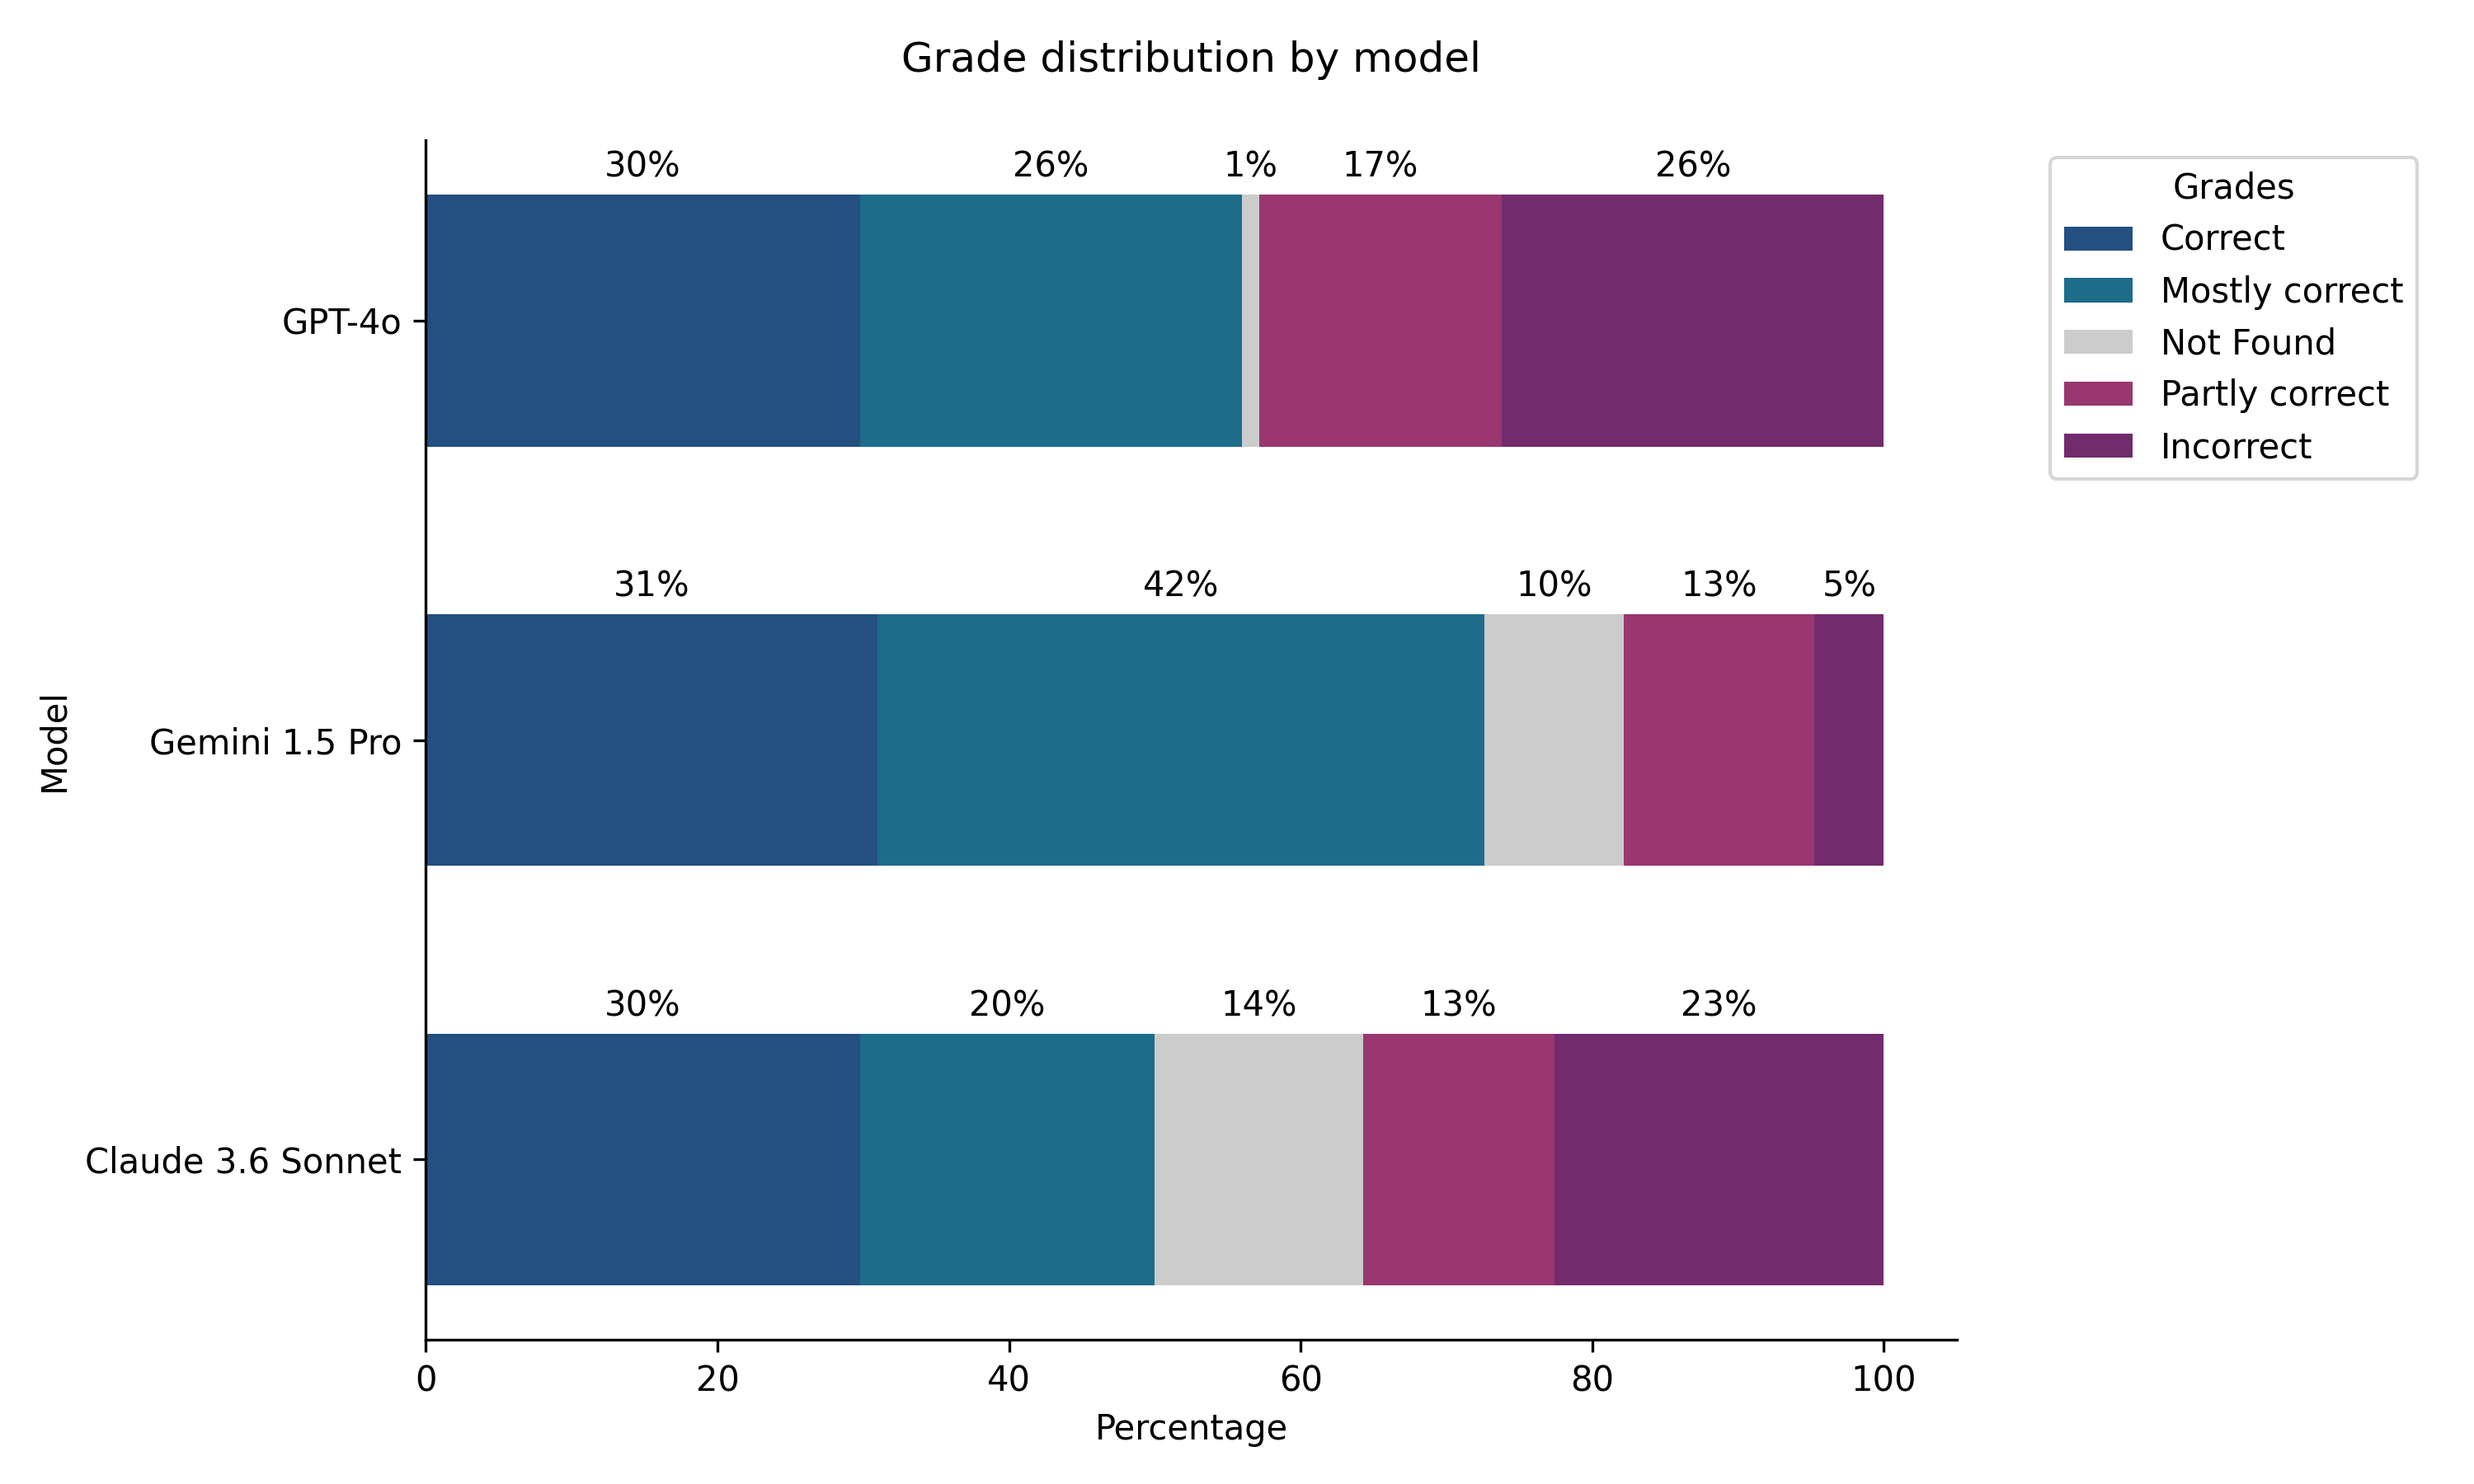 Grade distribution by model
30% 26% 1% 17% 26%
GPT-4o
31% 42% 10% 13% 5%
Gemini 1.5 Pro
30% 20% 14% 13% 23%
Claude 3.6 Sonnet
Model
0 20 40 60 80 100
Percentage
Grades
Correct
Mostly correct
Not Found
Partly correct
Incorrect